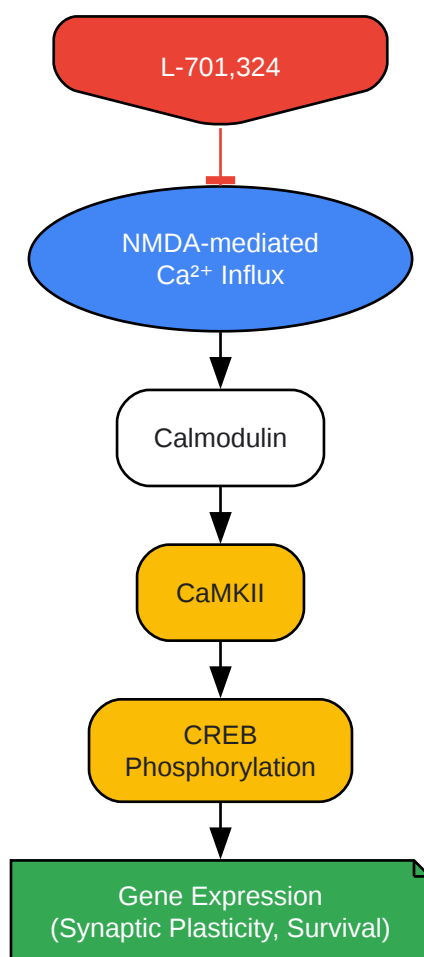 L-701,324
NMDA-mediated
Ca²⁺ Influx
Calmodulin
CaMKII
CREB
Phosphorylation
Gene Expression
(Synaptic Plasticity, Survival)